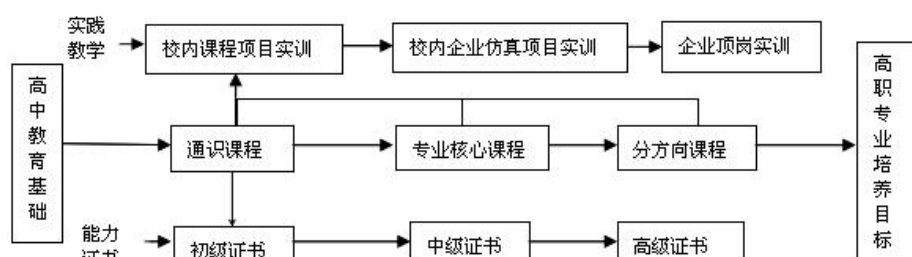 实践
教学
校内课程项目实训
校内企业仿真项目实训
企业顶岗实训
高中教育基础
通识课程
专业核心课程
分方向课程
高职专业培养目标
能力
证书
初级证书
中级证书
高级证书